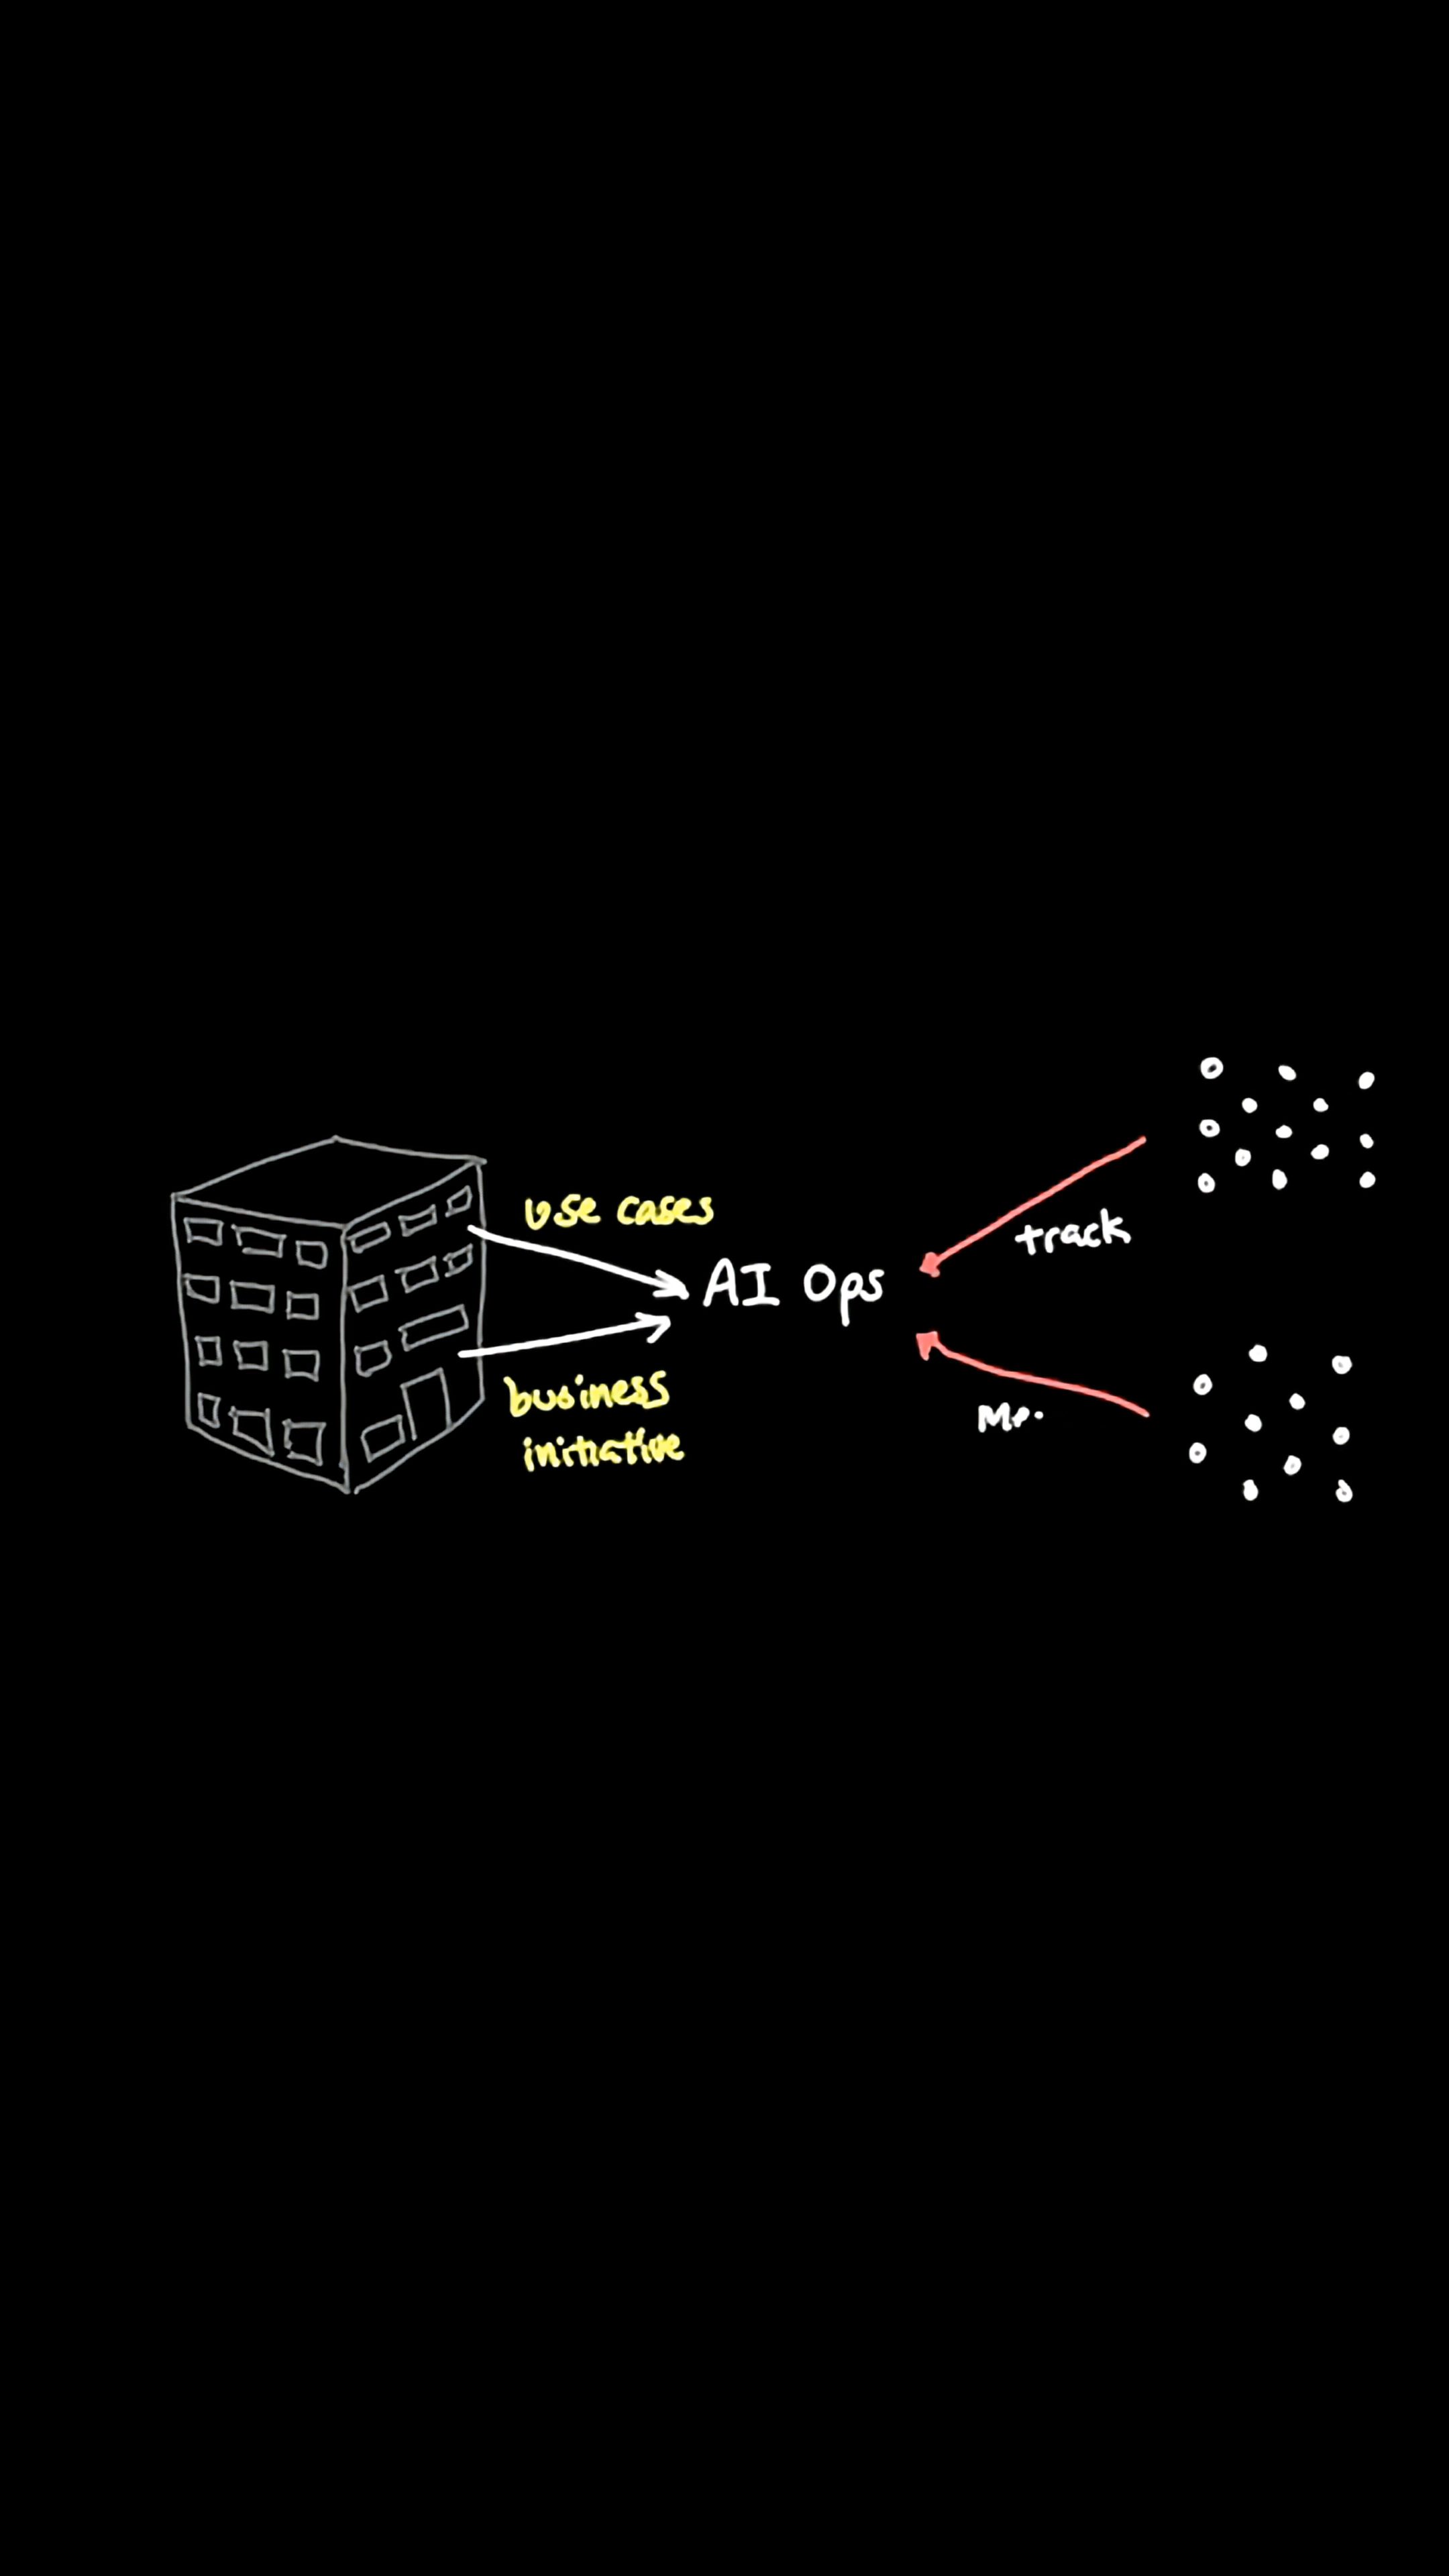 use cases
AI Ops
track
business
initiative